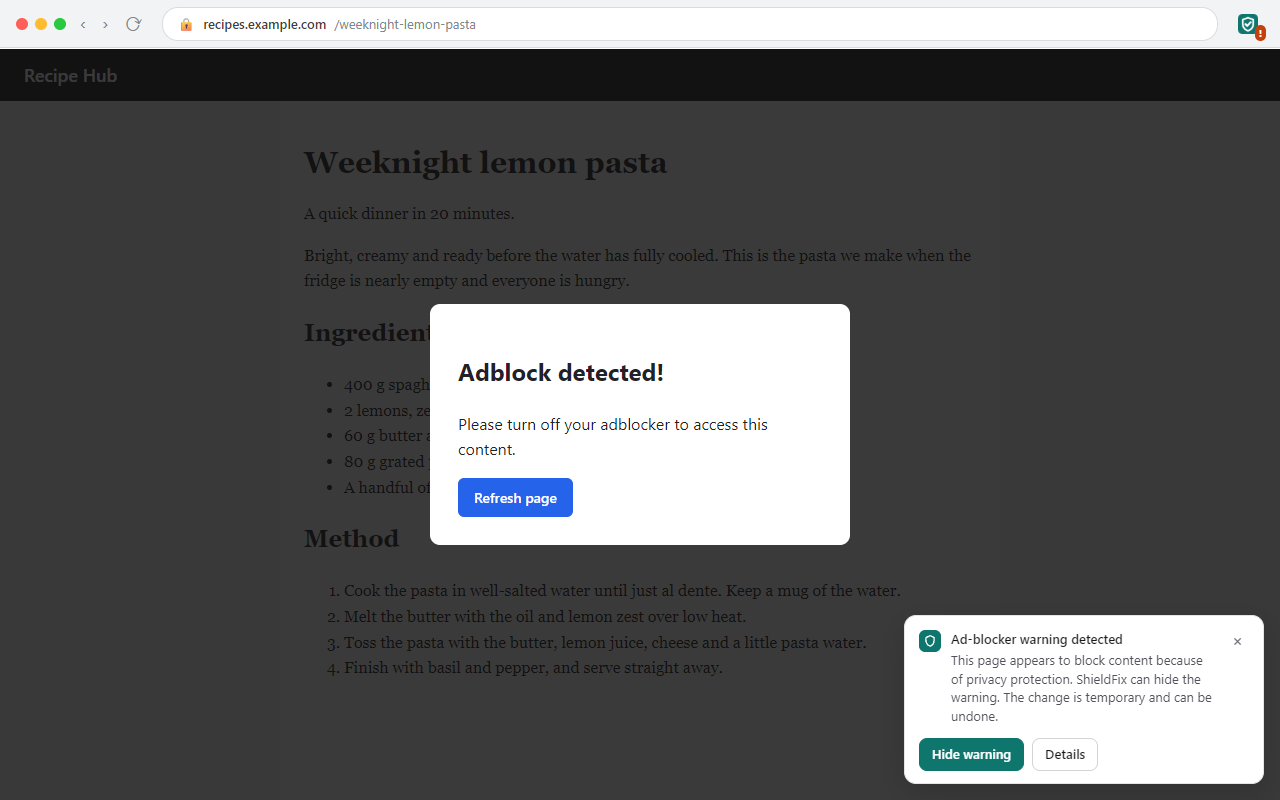 recipes.example.com /weeknight-lemon-pasta
!
Recipe Hub
Weeknight lemon pasta
A quick dinner in 20 minutes.
Bright, creamy and ready before the water has fully cooled. This is the pasta we make when the
fridge is nearly empty and everyone is hungry.
400 g
2 lemons,
60 g butter
80 g grated
A handful of
Adblock detected!
Please turn off your adblocker to access this
content.
Refresh page
Method
1. Cook the pasta in well-salted water until just al dente. Keep a mug of the water.
2. Melt the butter with the oil and lemon zest over low heat.
3. Toss the pasta with the butter, lemon juice, cheese and a little pasta water.
4. Finish with basil and pepper, and serve straight away.
Ad-blocker warning detected
This page appears to block content because
of privacy protection. ShieldFix can hide the
warning. The change is temporary and can be
undone.
Hide warning
Details